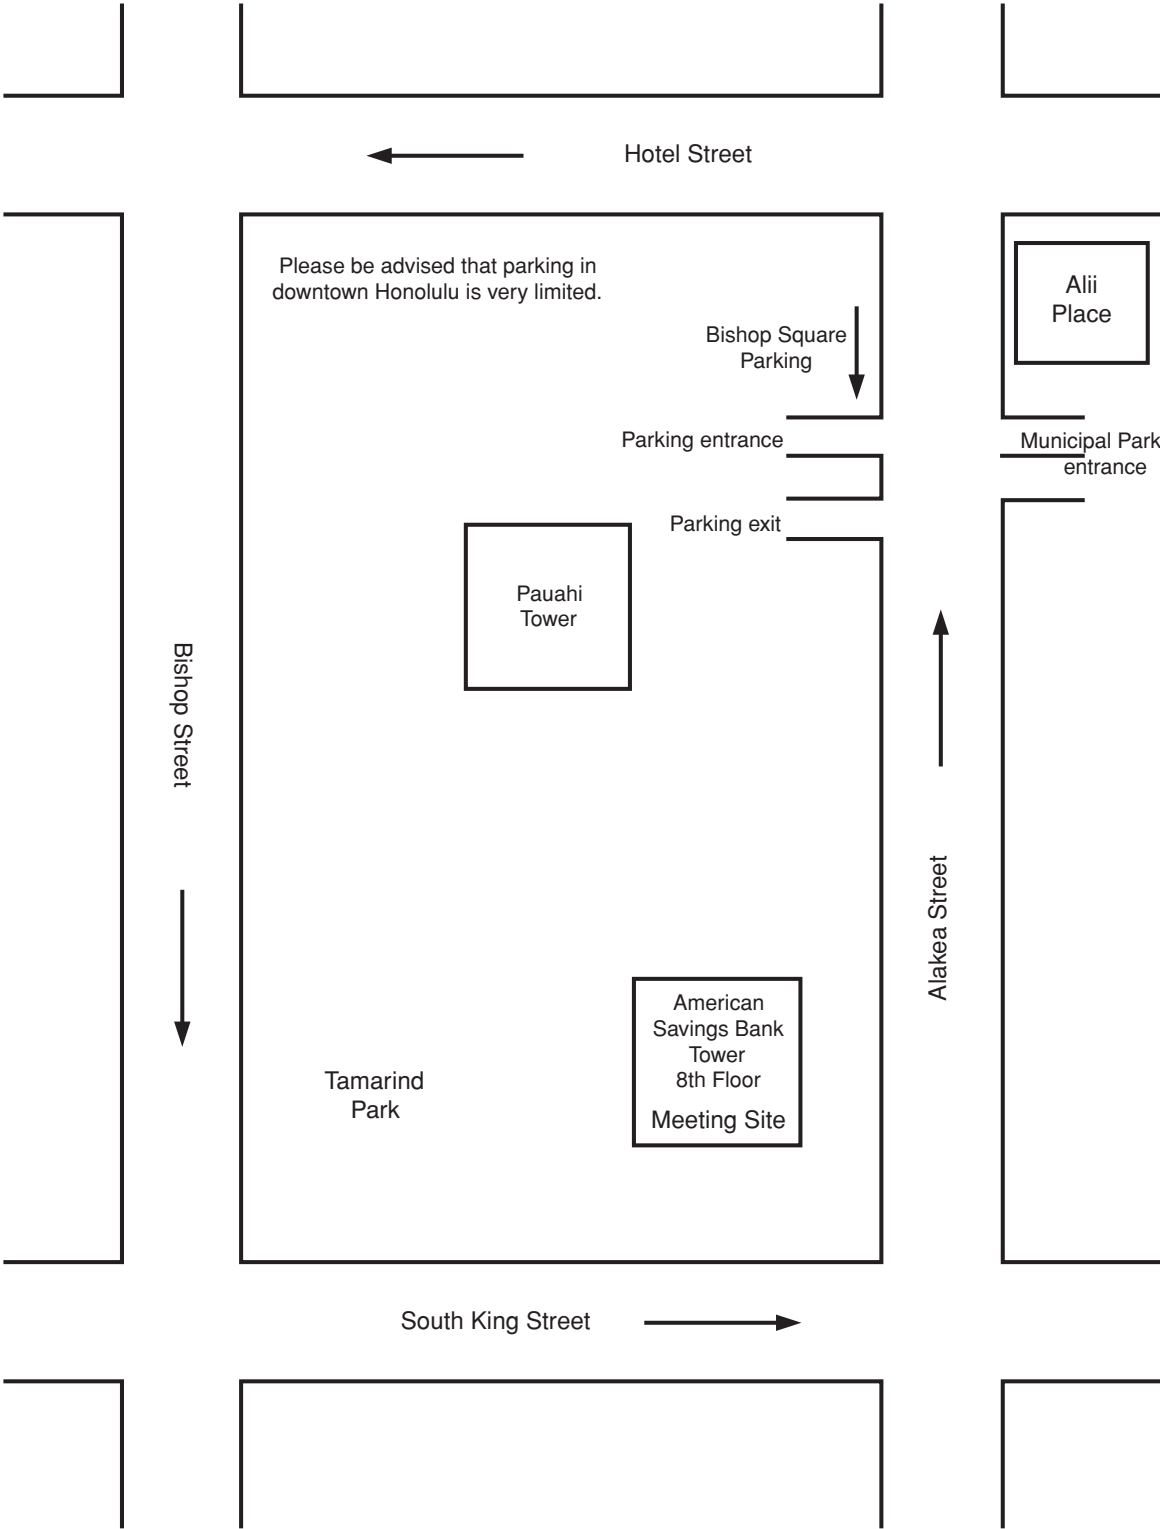 Hotel Street
Please be advised that parking in
downtown Honolulu is very limited.
Alii
Place
Bishop Square
Parking
Parking entrance
Municipal Park
entrance
Parking exit
Pauahi
Tower
Bishop Street
Alakea Street
American
Savings Bank
Tower
8th Floor
Meeting Site
Tamarind
Park
South King Street